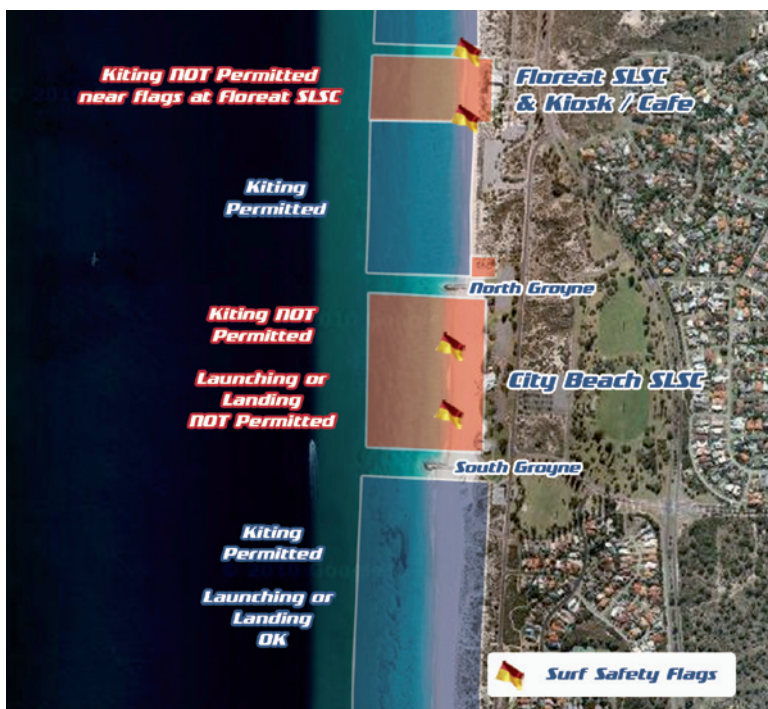 Kiting NOT Permitted
near flags at Floreat SLSC
Floreat SLSC
& Kiosk / Cafe
Kiting
Permitted
North Groyne
Kiting NOT
Permitted
Launching or
Landing
NOT Permitted
City Beach SLSC
South Groyne
Kiting
Permitted
Launching or
Landing
OK
Surf Safety Flags